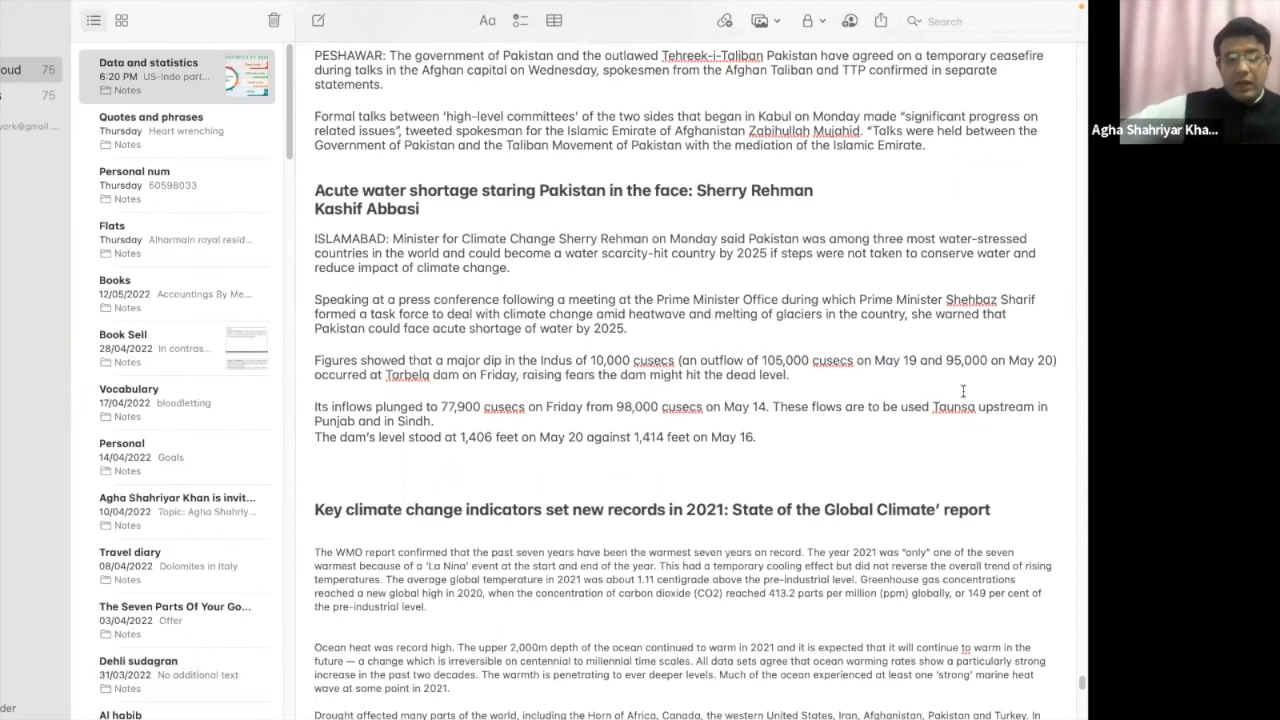 Aa
Search
oud 75
s 75
ork@gmail....
der
Data and statistics
6:20 PM US-Indo part...
Notes
Quotes and phrases
Thursday Heart wrenching
Notes
Personal num
Thursday 50598033
Notes
Flats
Thursday Alharmain royal resid...
Notes
Books
12/05/2022 Accountings By Me...
Notes
Book Sell
28/04/2022 In contras...
Notes
Vocabulary
17/04/2022 bloodletting
Notes
Personal
14/04/2022 Goals
Notes
Agha Shahriyar Khan is invit...
10/04/2022 Topic: Agha Shahriy...
Notes
Travel diary
08/04/2022 Dolomites in Italy
Notes
The Seven Parts Of Your Go...
03/04/2022 Offer
Notes
Dehli sudagran
31/03/2022 No additional text
Notes
Al habib
PESHAWAR: The government of Pakistan and the outlawed Tehreek-i-Taliban Pakistan have agreed on a temporary ceasefire
during talks in the Afghan capital on Wednesday, spokesmen from the Afghan Taliban and TTP confirmed in separate
statements.
Formal talks between ‘high-level committees’ of the two sides that began in Kabul on Monday made “significant progress on
related issues”, tweeted spokesman for the Islamic Emirate of Afghanistan Zabihullah Mujahid. “Talks were held between the
Government of Pakistan and the Taliban Movement of Pakistan with the mediation of the Islamic Emirate.
Acute water shortage staring Pakistan in the face: Sherry Rehman
Kashif Abbasi
ISLAMABAD: Minister for Climate Change Sherry Rehman on Monday said Pakistan was among three most water-stressed
countries in the world and could become a water scarcity-hit country by 2025 if steps were not taken to conserve water and
reduce impact of climate change.
Speaking at a press conference following a meeting at the Prime Minister Office during which Prime Minister Shehbaz Sharif
formed a task force to deal with climate change amid heatwave and melting of glaciers in the country, she warned that
Pakistan could face acute shortage of water by 2025.
Figures showed that a major dip in the Indus of 10,000 cusecs (an outflow of 105,000 cusecs on May 19 and 95,000 on May 20)
occurred at Tarbela dam on Friday, raising fears the dam might hit the dead level.
Its inflows plunged to 77,900 cusecs on Friday from 98,000 cusecs on May 14. These flows are to be used Taunsa upstream in
Punjab and in Sindh.
The dam’s level stood at 1,406 feet on May 20 against 1,414 feet on May 16.
Key climate change indicators set new records in 2021: State of the Global Climate’ report
The WMO report confirmed that the past seven years have been the warmest seven years on record. The year 2021 was “only” one of the seven
warmest because of a ‘La Nina’ event at the start and end of the year. This had a temporary cooling effect but did not reverse the overall trend of rising
temperatures. The average global temperature in 2021 was about 1.11 centigrade above the pre-industrial level. Greenhouse gas concentrations
reached a new global high in 2020, when the concentration of carbon dioxide (CO2) reached 413.2 parts per million (ppm) globally, or 149 per cent of
the pre-industrial level.
Ocean heat was record high. The upper 2,000m depth of the ocean continued to warm in 2021 and it is expected that it will continue to warm in the
future — a change which is irreversible on centennial to millennial time scales. All data sets agree that ocean warming rates show a particularly strong
increase in the past two decades. The warmth is penetrating to ever deeper levels. Much of the ocean experienced at least one ‘strong’ marine heat
wave at some point in 2021.
Drought affected many parts of the world, including the Horn of Africa, Canada, the western United States, Iran, Afghanistan, Pakistan and Turkey. In
Agha Shahriyar Kha...